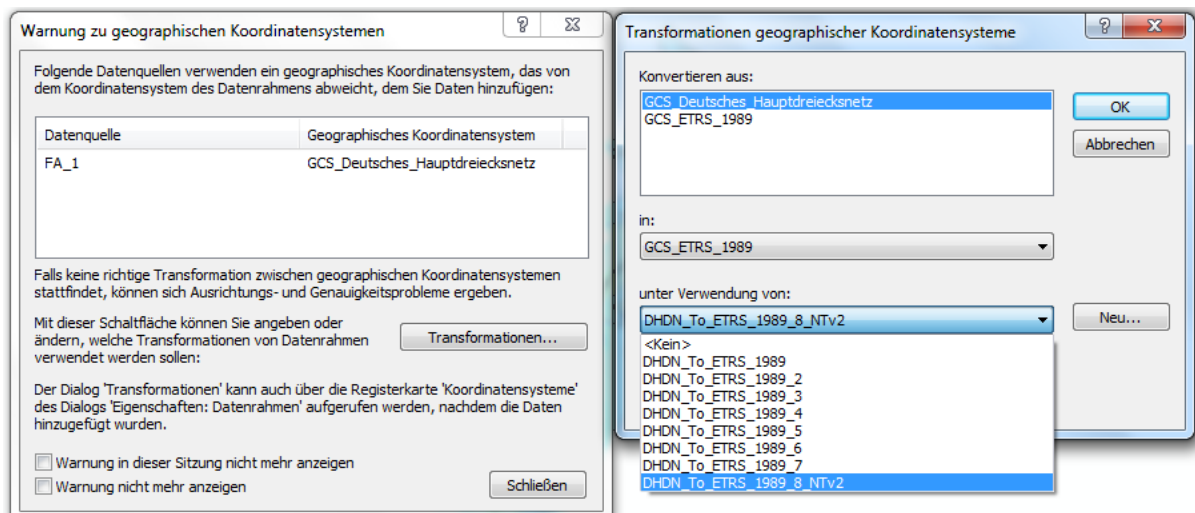 Warnung zu geographischen Koordinatensystemen
Folgende Datenquellen verwenden ein geographisches Koordinatensystem, das von
dem Koordinatensystem des Datenrahmens abweicht, dem Sie Daten hinzufügen:
Datenquelle Geographisches Koordinatensystem
FA_1 GCS_Deutsches_Hauptdreiecksnetz
Falls keine richtige Transformation zwischen geographischen Koordinatensystemen
stattfindet, können sich Ausrichtungs- und Genauigkeitsprobleme ergeben.
Mit dieser Schaltfläche können Sie angeben oder
ändern, welche Transformationen von Datenrahmen
verwendet werden sollen:
Transformationen...
Der Dialog 'Transformationen' kann auch über die Registerkarte 'Koordinatensysteme'
des Dialogs 'Eigenschaften: Datenrahmen' aufgerufen werden, nachdem die Daten
hinzugefügt wurden.
Warnung in dieser Sitzung nicht mehr anzeigen
Warnung nicht mehr anzeigen
Schließen
Transformationen geographischer Koordinatensysteme
Konvertieren aus:
GCS_Deutsches_Hauptdreiecksnetz
GCS_ETRS_1989
OK
Abbrechen
in:
GCS_ETRS_1989
unter Verwendung von:
DHDN_To_ETRS_1989_8_NTv2
Neu...
<Kein>
DHDN_To_ETRS_1989
DHDN_To_ETRS_1989_2
DHDN_To_ETRS_1989_3
DHDN_To_ETRS_1989_4
DHDN_To_ETRS_1989_5
DHDN_To_ETRS_1989_6
DHDN_To_ETRS_1989_7
DHDN_To_ETRS_1989_8_NTv2